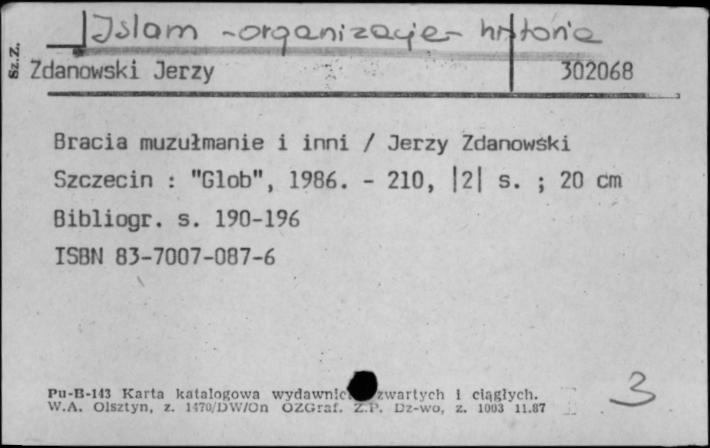 Islam - organizacje - historia
Sz.Z.
Zdanowski Jerzy 302068
Bracia muzułmanie i inni / Jerzy Zdanowski
Szczecin : "Glob", 1986. - 210, |2| s. ; 20 cm
Bibliogr. s. 190-196
ISBN 83-7007-087-6
Pu-B-143 Karta katalogowa zwartych i ciągłych.
W.A. Olsztyn, z. 1470/DW/On OZGraf. Z.P. Dz-wo, z. 1003 11.87
3